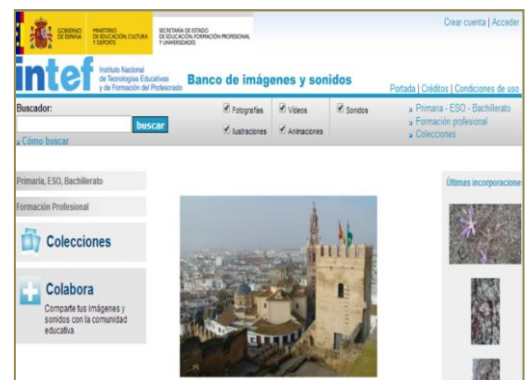 Crear cuenta | Acceder
GOBIERNO
DE ESPAÑA
MINISTERIO
DE EDUCACIÓN, CULTURA
Y DEPORTE
SECRETARÍA DE ESTADO
DE EDUCACIÓN, FORMACIÓN PROFESIONAL
Y UNIVERSIDADES
intef
Instituto Nacional
de Tecnologías Educativas
y de Formación del Profesorado
Banco de imágenes y sonidos
Portada | Créditos | Condiciones de uso
Buscador:
buscar
» Cómo buscar
Fotografías
Vídeos
Sonidos
Ilustraciones
Animaciones
» Primaria - ESO - Bachillerato
» Formación profesional
» Colecciones
Primaria, ESO, Bachillerato
Formación Profesional
Colecciones
Colabora
Comparte tus imágenes y
sonidos con la comunidad
educativa
Últimas incorporacione